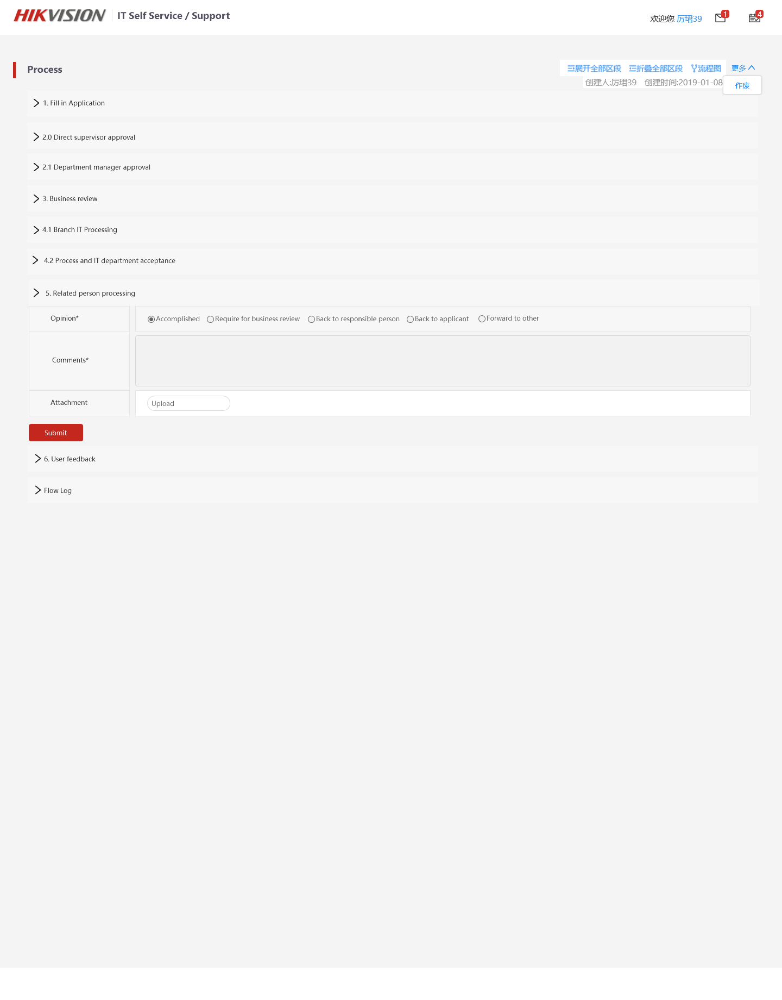 HIKVISION IT Self Service / Support
欢迎您 厉珺39 1 4
Process
展开全部区段 折叠全部区段 流程图 更多
创建人:厉珺39 创建时间:2019-01-08
作废
1. Fill in Application
2.0 Direct supervisor approval
2.1 Department manager approval
3. Business review
4.1 Branch IT Processing
4.2 Process and IT department acceptance
5. Related person processing
Opinion* Accomplished Require for business review Back to responsible person Back to applicant Forward to other
Comments*
Attachment Upload
Submit
6. User feedback
Flow Log